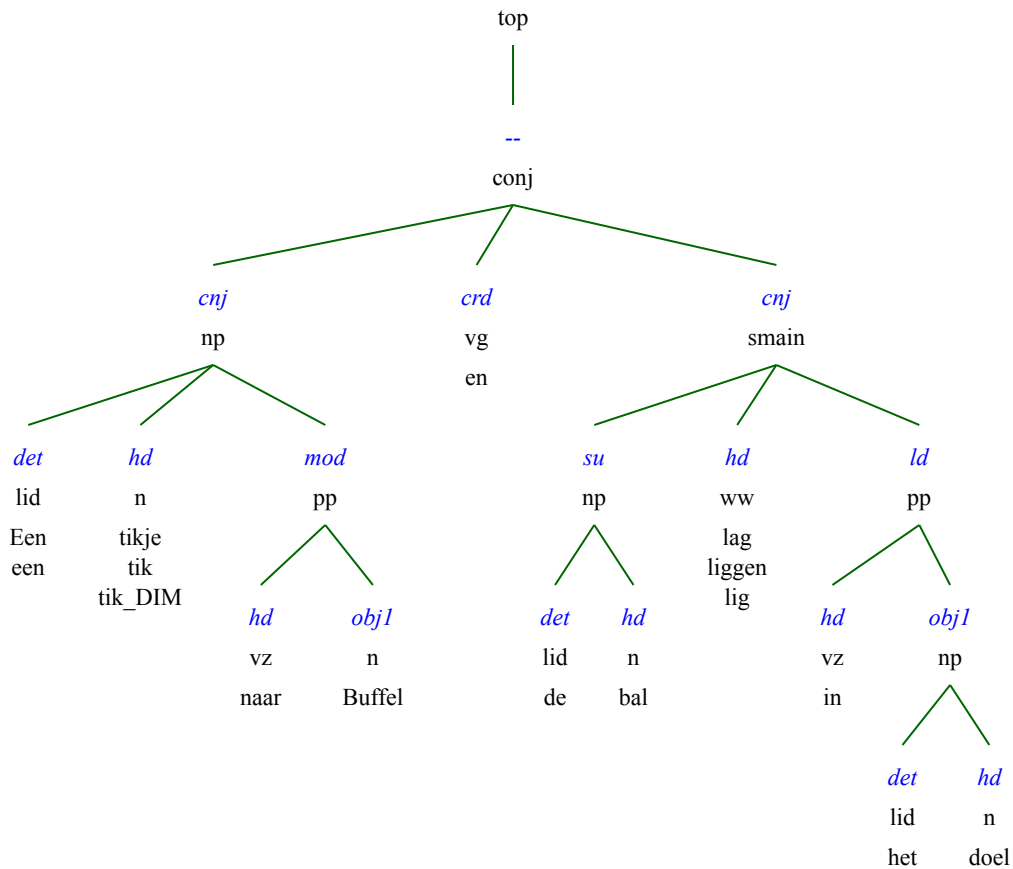 top
--
conj
cnj crd cnj
np vg smain
en
det hd mod su hd ld
lid n pp np ww pp
Een tikje lag
een tik liggen
tik_DIM lig
hd obj1 det hd hd obj1
vz n lid n vz np
naar Buffel de bal in
det hd
lid n
het doel